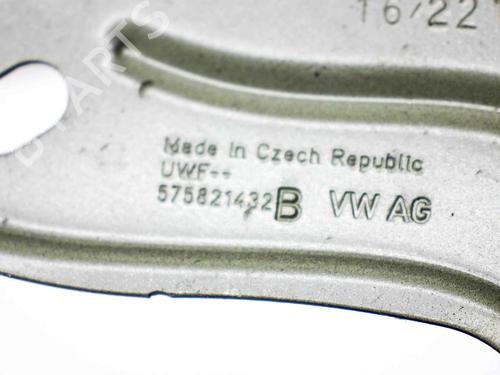 16/22
Made in Czech Republic
UWF--
575821432B VW AG